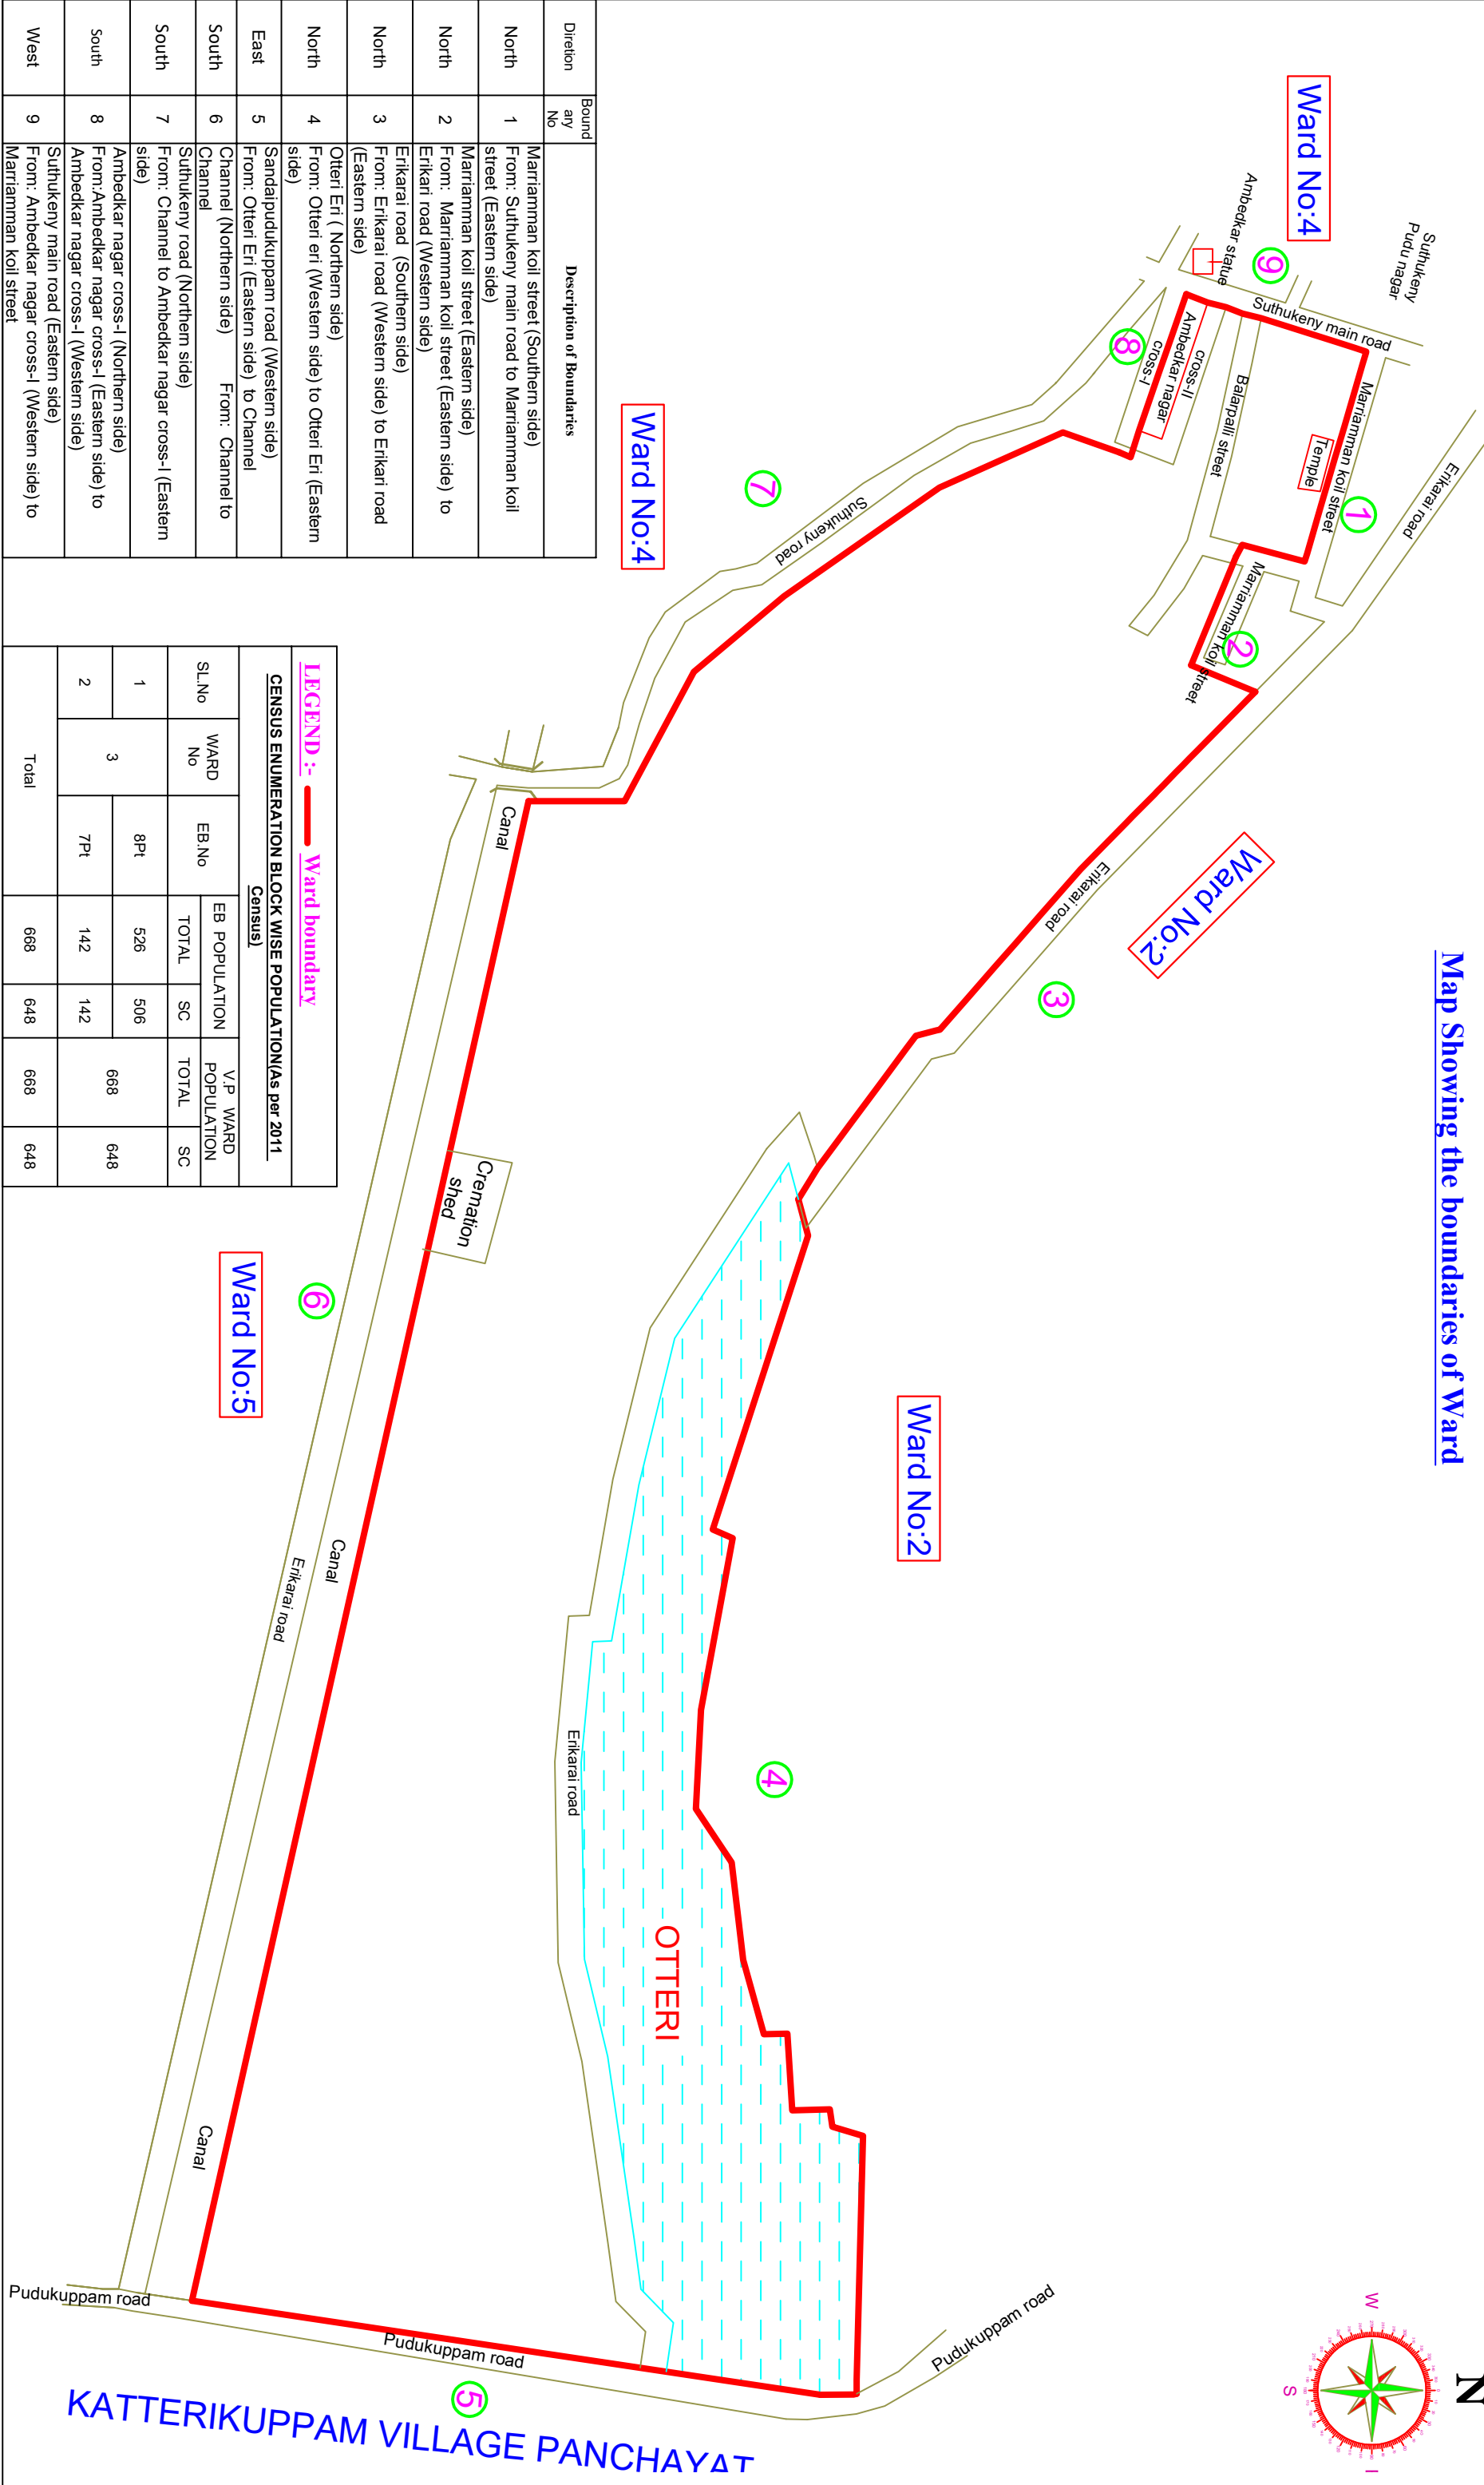 Map Showing the boundaries of Ward
N
W
S
Ward No:4
Suthukeny
Pudu nagar
Ambedkar statue
9
Suthukeny main road
Marriamman koil street
Temple
1
Erikarai road
8
Ambedkar nagar
cross-I
cross-II
Balarpalli street
Marriamman koil street
2
Ward No:4
7
Suthukeny road
Ward No:2
Erikarai road
3
Ward No:2
4
Canal
Cremation
shed
OTTERI
Erikarai road
Ward No:5
6
Canal
Erikarai road
Canal
Pudukuppam road
Pudukuppam road
Pudukuppam road
5
KATTERIKUPPAM VILLAGE PANCHAYAT
Diretion Bound
ary
No Description of Boundaries
North 1 Marriamman koil street (Southern side)
From: Suthukeny main road to Marriamman koil
street (Eastern side)
North 2 Marriamman koil street (Eastern side)
From: Marriamman koil street (Eastern side) to
Erikari road (Western side)
North 3 Erikarai road (Southern side)
From: Erikarai road (Western side) to Erikari road
(Eastern side)
North 4 Otteri Eri ( Northern side)
From: Otteri eri (Western side) to Otteri Eri (Eastern
side)
East 5 Sandaipudukuppam road (Western side)
From: Otteri Eri (Eastern side) to Channel
South 6 Channel (Northern side) From: Channel to
Channel
South 7 Suthukeny road (Northern side)
From: Channel to Ambedkar nagar cross-I (Eastern
side)
South 8 Ambedkar nagar cross-I (Northern side)
From:Ambedkar nagar cross-I (Eastern side) to
Ambedkar nagar cross-I (Western side)
West 9 Suthukeny main road (Eastern side)
From: Ambedkar nagar cross-I (Western side) to
Marriamman koil street
LEGEND :- Ward boundary
CENSUS ENUMERATION BLOCK WISE POPULATION(As per 2011
Census)
SL.No WARD
No EB.No EB POPULATION V.P WARD
POPULATION
TOTAL SC TOTAL SC
1 3 8Pt 526 506 668 648
2 7Pt 142 142
Total 668 648 668 648